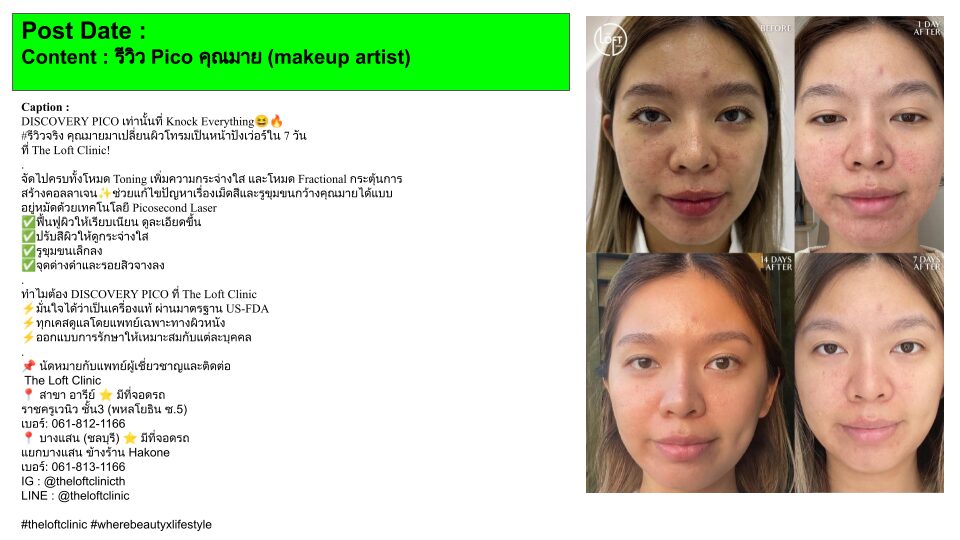 Post Date :
Content : รีวิว Pico คุณมาย (makeup artist)
Caption :
DISCOVERY PICO เท่านั้นที่ Knock Everything😆🔥
#รีวิวจริง คุณมายมาเปลี่ยนผิวโทรมเป็นหน้าปังเว่อร์ใน 7 วัน
ที่ The Loft Clinic!
.
จัดไปครบทั้งโหมด Toning เพิ่มความกระจ่างใส และโหมด Fractional กระตุ้นการ
สร้างคอลลาเจน✨ช่วยแก้ไขปัญหาเรื่องเม็ดสีและรูขุมขนกว้างคุณมายได้แบบ
อยู่หมัดด้วยเทคโนโลยี Picosecond Laser
✅ฟื้นฟูผิวให้เรียบเนียน ดูละเอียดขึ้น
✅ปรับสีผิวให้ดูกระจ่างใส
✅รูขุมขนเล็กลง
✅จุดด่างดำและรอยสิวจางลง
.
ทำไมต้อง DISCOVERY PICO ที่ The Loft Clinic
⚡มั่นใจได้ว่าเป็นเครื่องแท้ ผ่านมาตรฐาน US-FDA
⚡ทุกเคสดูแลโดยแพทย์เฉพาะทางผิวหนัง
⚡ออกแบบการรักษาให้เหมาะสมกับแต่ละบุคคล
.
📌 นัดหมายกับแพทย์ผู้เชี่ยวชาญและติดต่อ
The Loft Clinic
📍 สาขา อารีย์ ⭐ มีที่จอดรถ
ราชครูเวนิว ชั้น3 (พหลโยธิน ซ.5)
เบอร์: 061-812-1166
📍 บางแสน (ชลบุรี) ⭐ มีที่จอดรถ
แยกบางแสน ข้างร้าน Hakone
เบอร์: 061-813-1166
IG : @theloftclinicth
LINE : @theloftclinic
#theloftclinic #wherebeautyxlifestyle
LOFT
BEFORE
1 DAY
AFTER
14 DAYS
AFTER
7 DAYS
AFTER